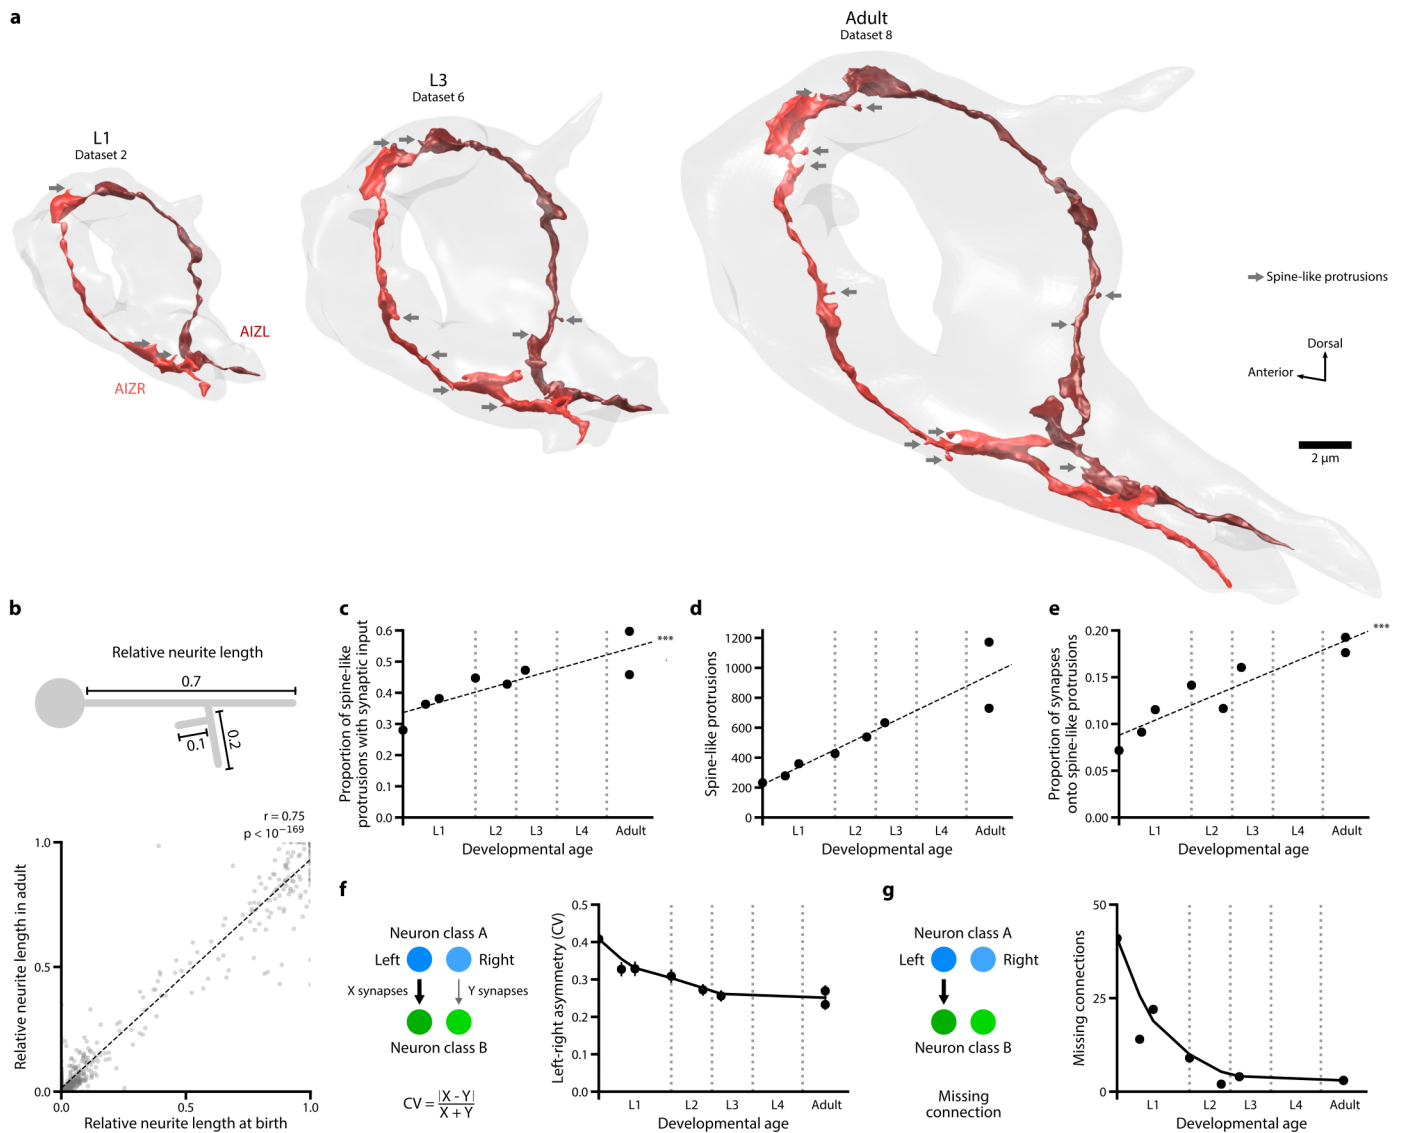 a
L1
Dataset 2
L3
Dataset 6
Adult
Dataset 8
AIZL
AIZR
Spine-like protrusions
Dorsal
Anterior
2 μm
b
Relative neurite length
0.7
0.1
0.2
r = 0.75
p < 10−169
Relative neurite length in adult
1.0
0.5
0.0
0.0
0.5
1.0
Relative neurite length at birth
c
Proportion of spine-like
protrusions with synaptic input
0.6
0.5
0.4
0.3
0.2
0.1
0.0
***
L1
L2
L3
L4
Adult
Developmental age
d
Spine-like protrusions
1200
1000
800
600
400
200
0
L1
L2
L3
L4
Adult
Developmental age
e
Proportion of synapses
onto spine-like protrusions
0.20
0.15
0.10
0.05
0.00
***
L1
L2
L3
L4
Adult
Developmental age
f
Neuron class A
Left
Right
X synapses
Y synapses
Neuron class B
CV = |X - Y|
X + Y
Left-right asymmetry (CV)
0.5
0.4
0.3
0.2
0.1
0.0
L1
L2
L3
L4
Adult
Developmental age
g
Neuron class A
Left
Right
Neuron class B
Missing
connection
Missing connections
50
25
0
L1
L2
L3
L4
Adult
Developmental age